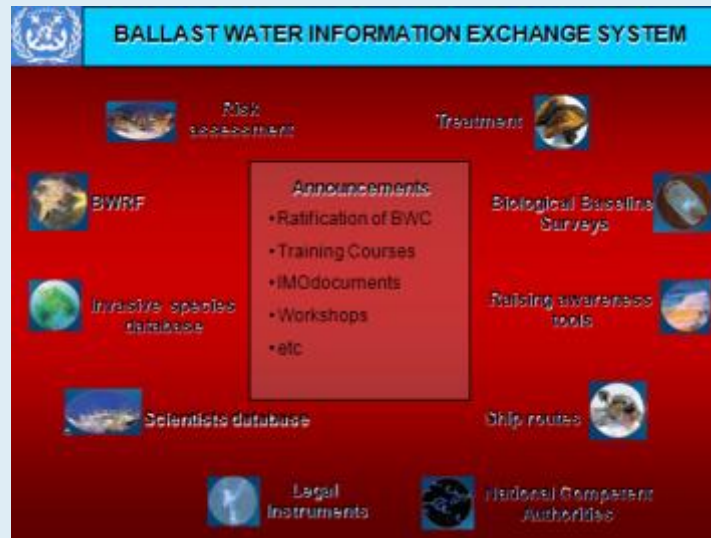 BALLAST WATER INFORMATION EXCHANGE SYSTEM
Risk
assessment
Treatment
BWRF
Announcements
•Ratification of BWC
•Training Courses
•IMOdocuments
•Workshops
•etc
Biological Baseline
Surveys
Invasive species
database
Raising awareness
tools
Scientists database
Ship routes
Legal
Instruments
National Competent
Authorities